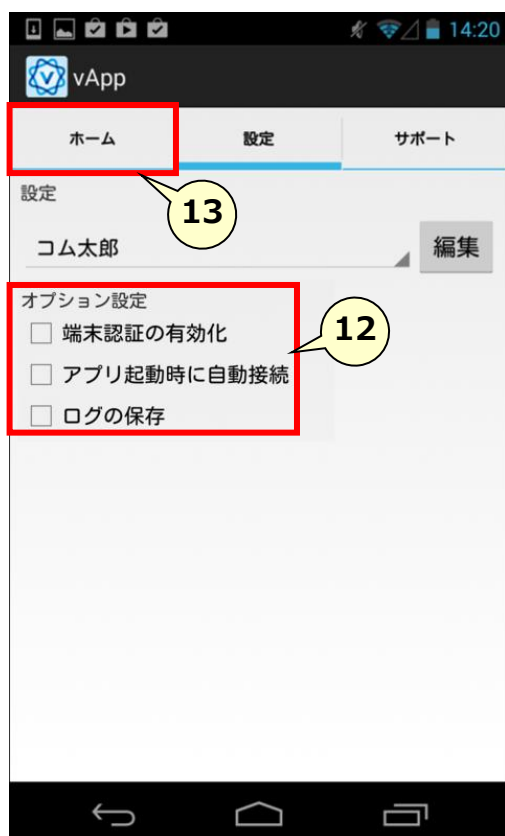 14:20
vApp
ホーム 設定 サポート
13
設定
コム太郎 編集
オプション設定
12
端末認証の有効化
アプリ起動時に自動接続
ログの保存